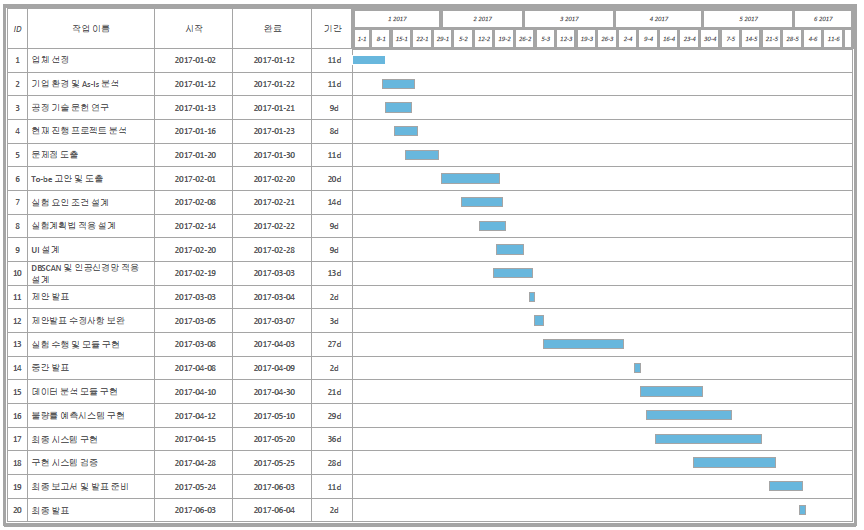 ID 작업 이름 시작 완료 기간 1 2017 2 2017 3 2017 4 2017 5 2017 6 2017
1-1 8-1 15-1 22-1 29-1 5-2 12-2 19-2 26-2 5-3 12-3 19-3 26-3 2-4 9-4 16-4 23-4 30-4 7-5 14-5 21-5 28-5 4-6 11-6
1 업체 선정 2017-01-02 2017-01-12 11d
2 기업 환경 및 As-Is 분석 2017-01-12 2017-01-22 11d
3 공정 기술 문헌 연구 2017-01-13 2017-01-21 9d
4 현재 진행 프로젝트 분석 2017-01-16 2017-01-23 8d
5 문제점 도출 2017-01-20 2017-01-30 11d
6 To-be 고안 및 도출 2017-02-01 2017-02-20 20d
7 실험 요인 조건 설계 2017-02-08 2017-02-21 14d
8 실험계획법 적용 설계 2017-02-14 2017-02-22 9d
9 UI 설계 2017-02-20 2017-02-28 9d
10 DBSCAN 및 인공신경망 적용 2017-02-19 2017-03-03 13d
설계
11 제안 발표 2017-03-03 2017-03-04 2d
12 제안발표 수정사항 보완 2017-03-05 2017-03-07 3d
13 실험 수행 및 모듈 구현 2017-03-08 2017-04-03 27d
14 중간 발표 2017-04-08 2017-04-09 2d
15 데이터 분석 모듈 구현 2017-04-10 2017-04-30 21d
16 불량률 예측시스템 구현 2017-04-12 2017-05-10 29d
17 최종 시스템 구현 2017-04-15 2017-05-20 36d
18 구현 시스템 검증 2017-04-28 2017-05-25 28d
19 최종 보고서 및 발표 준비 2017-05-24 2017-06-03 11d
20 최종 발표 2017-06-03 2017-06-04 2d